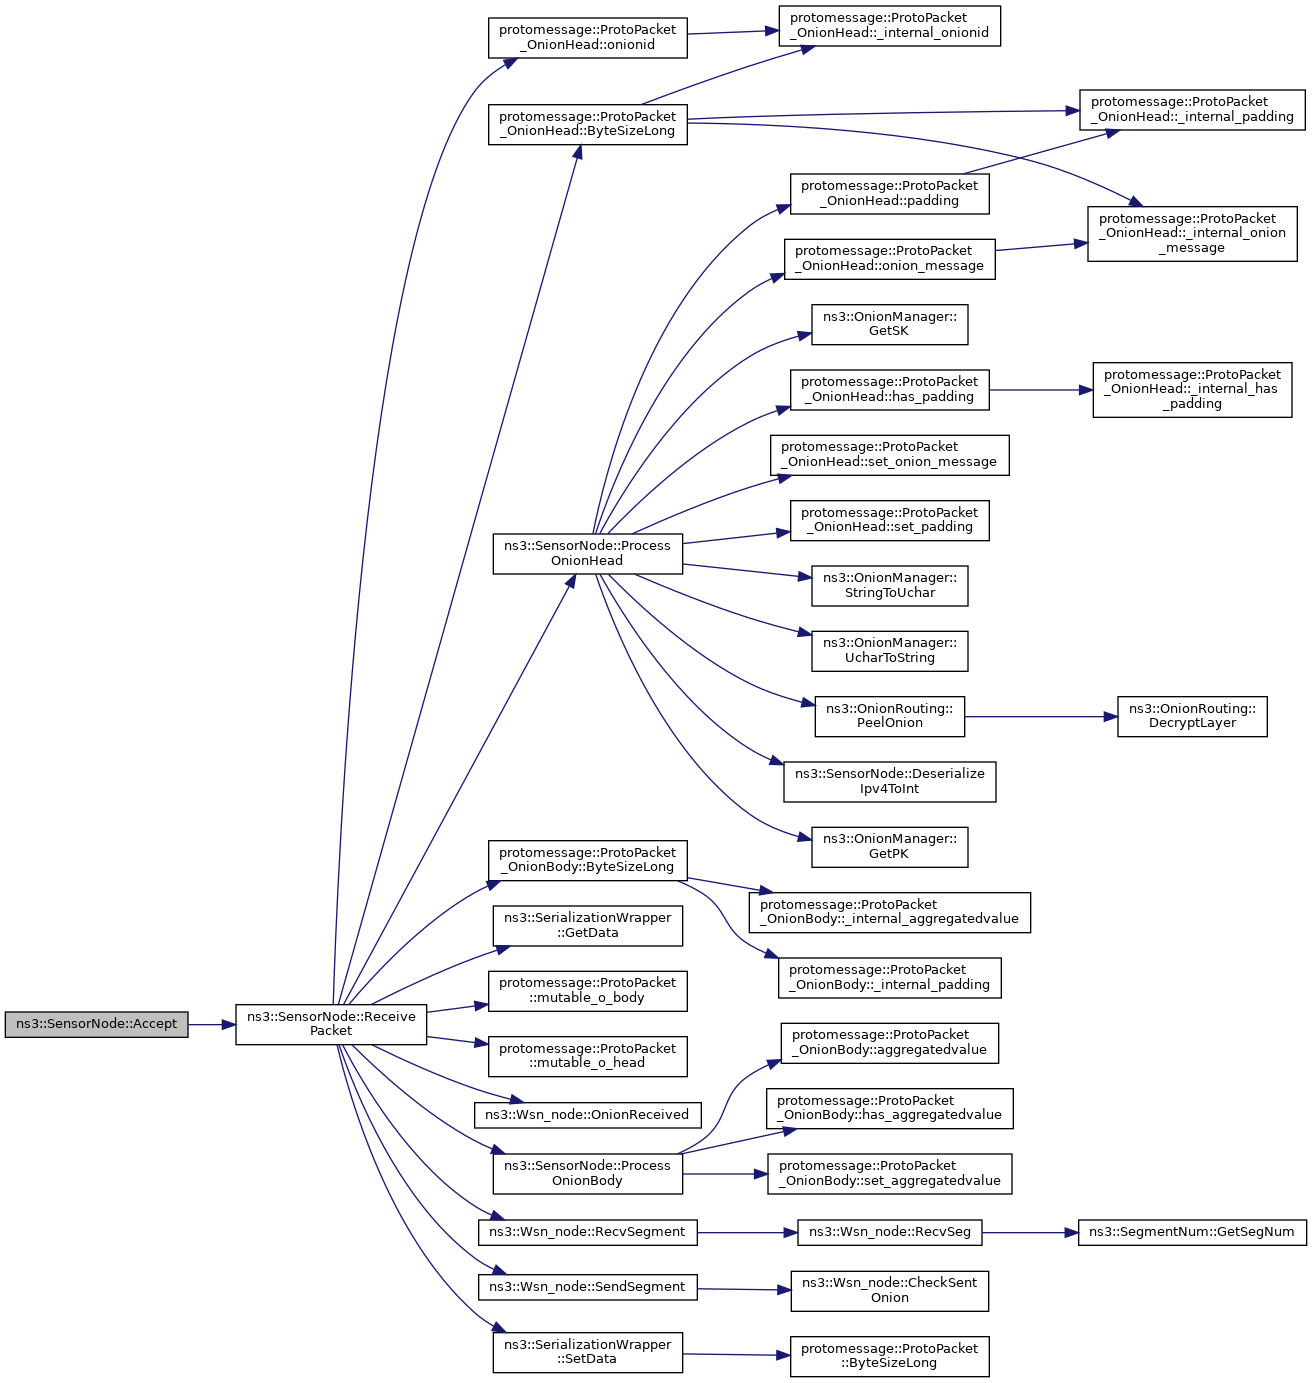 protomessage::ProtoPacket
_OnionHead::onionid
protomessage::ProtoPacket
_OnionHead::_internal_onionid
protomessage::ProtoPacket
_OnionHead::ByteSizeLong
protomessage::ProtoPacket
_OnionHead::_internal_padding
protomessage::ProtoPacket
_OnionHead::padding
protomessage::ProtoPacket
_OnionHead::_internal_onion
_message
protomessage::ProtoPacket
_OnionHead::onion_message
ns3::OnionManager::
GetSK
protomessage::ProtoPacket
_OnionHead::has_padding
protomessage::ProtoPacket
_OnionHead::_internal_has
_padding
protomessage::ProtoPacket
_OnionHead::set_onion_message
protomessage::ProtoPacket
_OnionHead::set_padding
ns3::SensorNode::Process
OnionHead
ns3::OnionManager::
StringToUchar
ns3::OnionManager::
UcharToString
ns3::OnionRouting::
PeelOnion
ns3::OnionRouting::
DecryptLayer
ns3::SensorNode::Deserialize
Ipv4ToInt
ns3::OnionManager::
GetPK
protomessage::ProtoPacket
_OnionBody::ByteSizeLong
protomessage::ProtoPacket
_OnionBody::_internal_aggregatedvalue
ns3::SerializationWrapper
::GetData
protomessage::ProtoPacket
_OnionBody::_internal_padding
protomessage::ProtoPacket
::mutable_o_body
ns3::SensorNode::Accept
ns3::SensorNode::Receive
Packet
protomessage::ProtoPacket
_OnionBody::aggregatedvalue
protomessage::ProtoPacket
::mutable_o_head
ns3::Wsn_node::OnionReceived
protomessage::ProtoPacket
_OnionBody::has_aggregatedvalue
ns3::SensorNode::Process
OnionBody
protomessage::ProtoPacket
_OnionBody::set_aggregatedvalue
ns3::Wsn_node::RecvSegment
ns3::Wsn_node::RecvSeg
ns3::SegmentNum::GetSegNum
ns3::Wsn_node::SendSegment
ns3::Wsn_node::CheckSent
Onion
ns3::SerializationWrapper
::SetData
protomessage::ProtoPacket
::ByteSizeLong